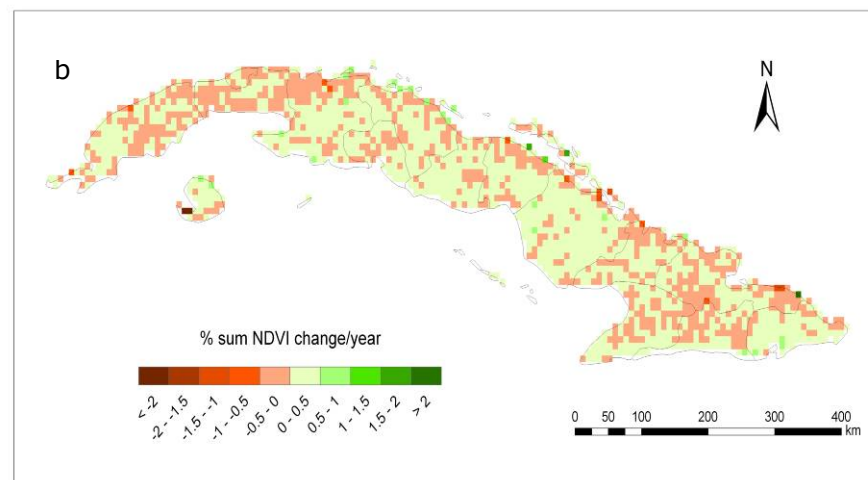 b
N
% sum NDVI change/year
< -2
-2 - -1.5
-1.5 - -1
-1 - -0.5
-0.5 - 0
0 - 0.5
0.5 - 1
1 - 1.5
1.5 - 2
> 2
0 50 100 200 300 400
km